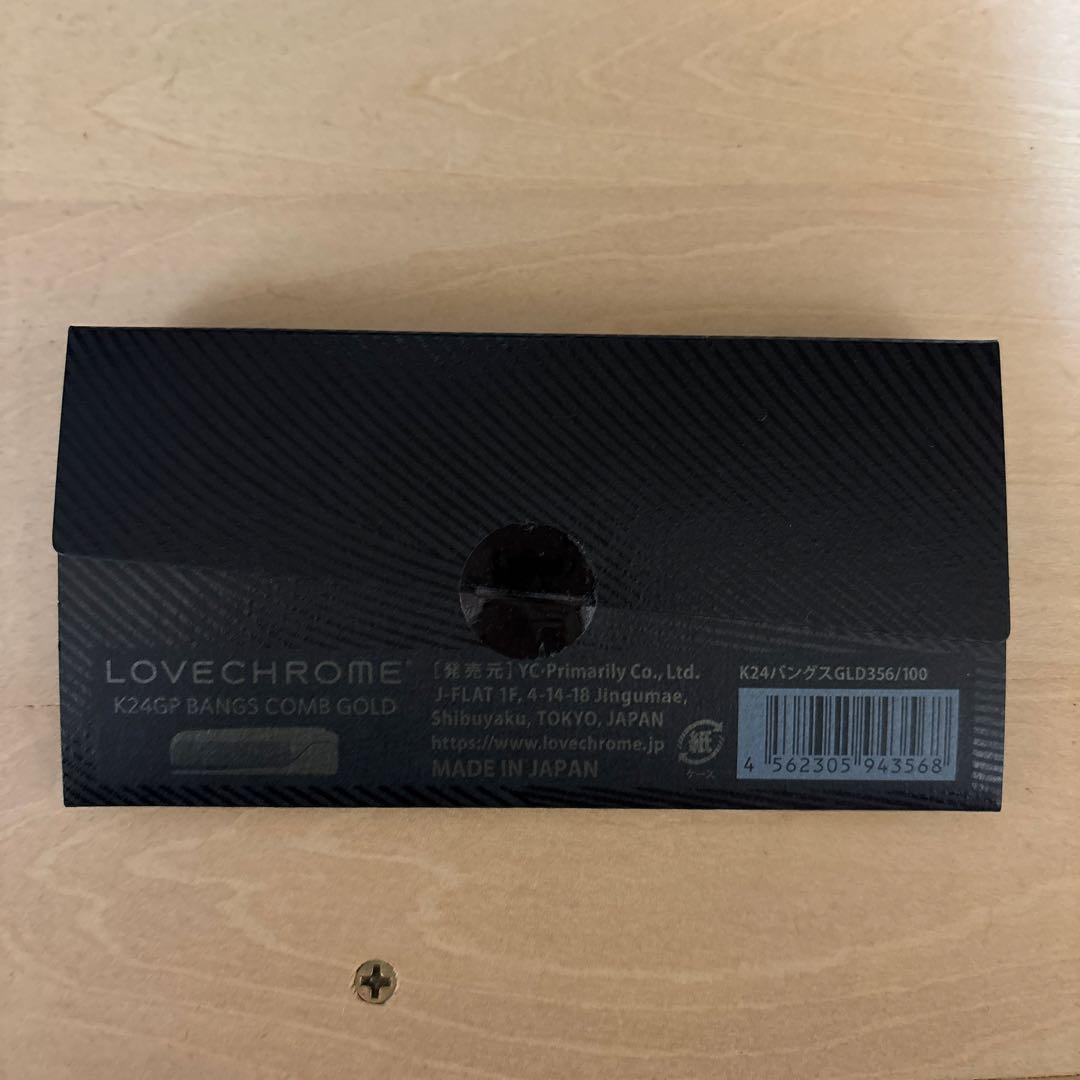 LOVECHROME®
K24GP BANGS COMB GOLD
[発売元] YC・Primarily Co., Ltd.
J-FLAT 1F, 4-14-18 Jingumae,
Shibuyaku, TOKYO, JAPAN
https://www.lovechrome.jp
MADE IN JAPAN
紙
ケース
K24バングスGLD356/100
4 562305 943568